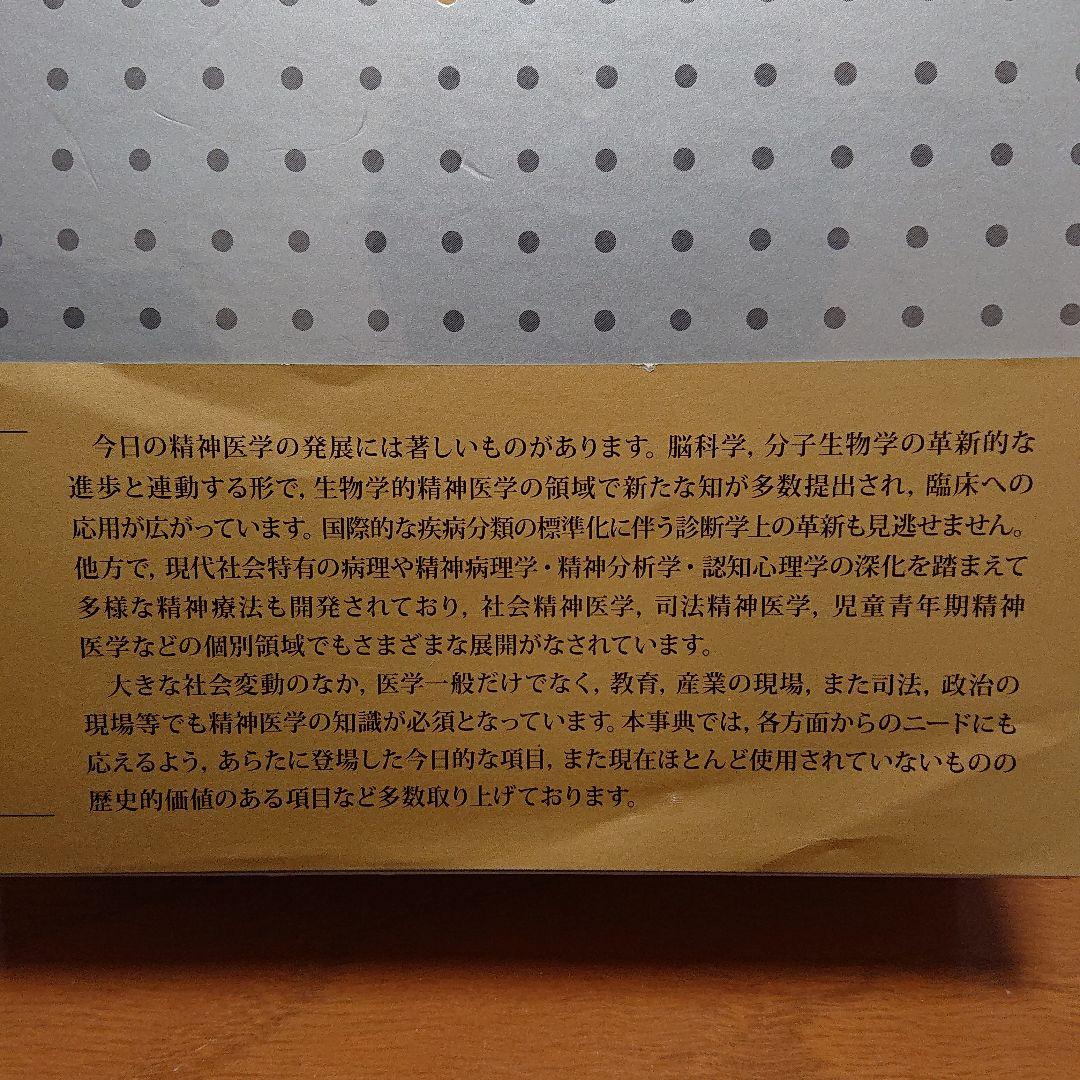 今日の精神医学の発展には著しいものがあります。脳科学，分子生物学の革新的な
進歩と連動する形で，生物学的精神医学の領域で新たな知が多数提出され，臨床への
応用が広がっています。国際的な疾病分類の標準化に伴う診断学上の革新も見逃せません。
他方で，現代社会特有の病理や精神病理学・精神分析学・認知心理学の深化を踏まえて
多様な精神療法も開発されており，社会精神医学，司法精神医学，児童青年期精神
医学などの個別領域でもさまざまな展開がなされています。
大きな社会変動のなか，医学一般だけでなく，教育，産業の現場，また司法，政治の
現場等でも精神医学の知識が必須となっています。本事典では，各方面からのニードにも
応えるよう，あらたに登場した今日的な項目，また現在ほとんど使用されていないものの
歴史的価値のある項目など多数取り上げております。